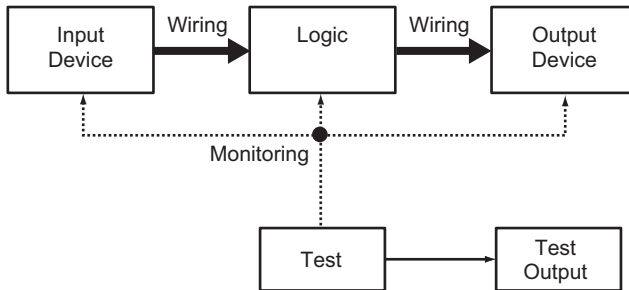 Input
Device
Wiring
Logic
Wiring
Output
Device
Monitoring
Test
Test
Output